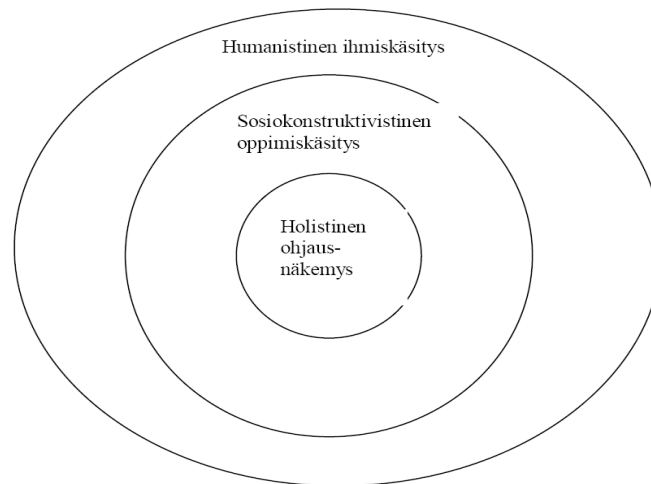 Humanistinen ihmiskäsitys
Sosiokonstruktivistinen
oppimiskäsitys
Holistinen
ohjaus-
näkemys